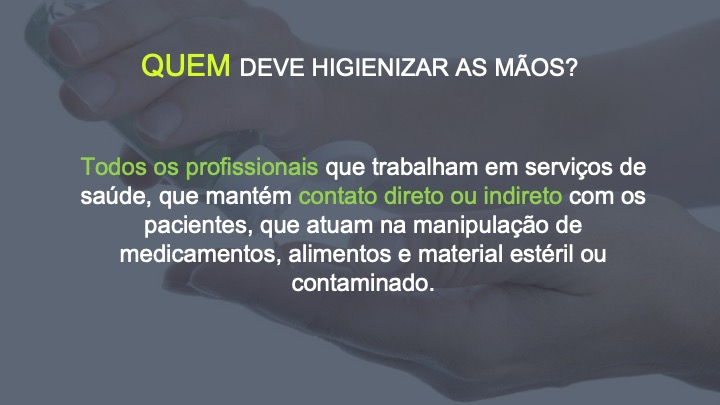 QUEM DEVE HIGIENIZAR AS MÃOS?
Todos os profissionais que trabalham em serviços de
saúde, que mantém contato direto ou indireto com os
pacientes, que atuam na manipulação de
medicamentos, alimentos e material estéril ou
contaminado.